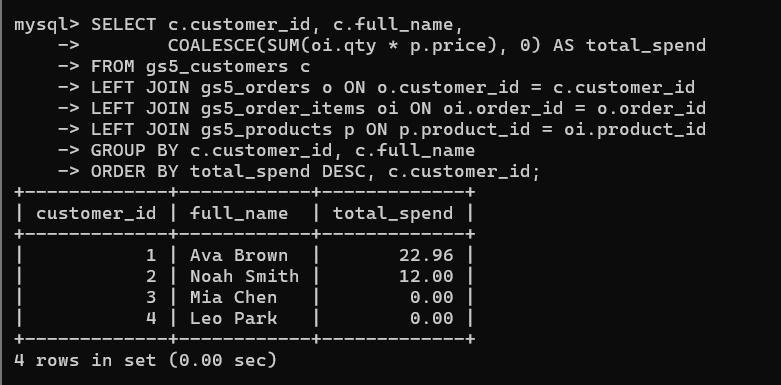 mysql> SELECT c.customer_id, c.full_name,
    ->        COALESCE(SUM(oi.qty * p.price), 0) AS total_spend
    -> FROM gs5_customers c
    -> LEFT JOIN gs5_orders o ON o.customer_id = c.customer_id
    -> LEFT JOIN gs5_order_items oi ON oi.order_id = o.order_id
    -> LEFT JOIN gs5_products p ON p.product_id = oi.product_id
    -> GROUP BY c.customer_id, c.full_name
    -> ORDER BY total_spend DESC, c.customer_id;
+-------------+------------+-------------+
| customer_id | full_name  | total_spend |
+-------------+------------+-------------+
|           1 | Ava Brown  |       22.96 |
|           2 | Noah Smith |       12.00 |
|           3 | Mia Chen   |        0.00 |
|           4 | Leo Park   |        0.00 |
+-------------+------------+-------------+
4 rows in set (0.00 sec)